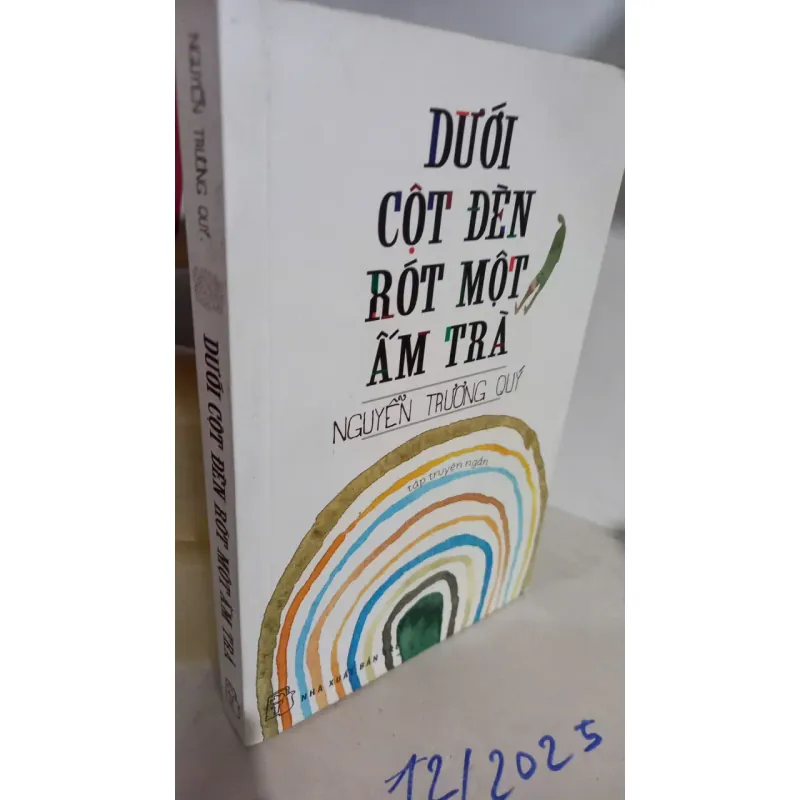 NGUYỄN TRƯƠNG QUÝ
DƯỚI CỘT ĐÈN RÓT MỘT ẤM TRÀ
DƯỚI
CỘT ĐÈN
RÓT MỘT
ẤM TRÀ
NGUYỄN TRƯƠNG QUÝ
tập truyện ngắn
NHÀ XUẤT BẢN TRẺ
12/2025